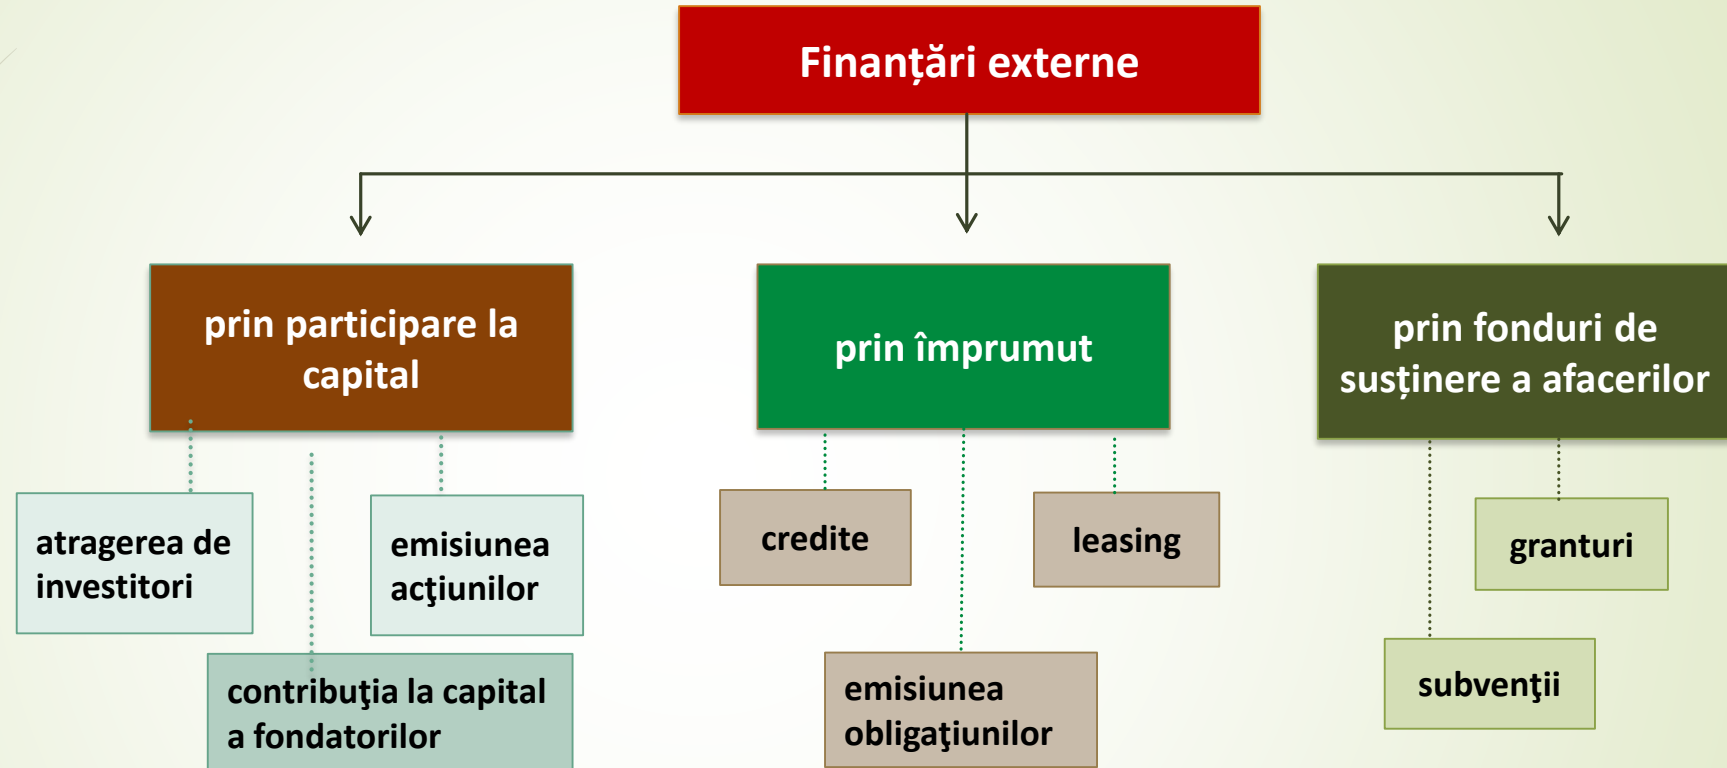 Finanțări externe
prin participare la
capital
prin împrumut
prin fonduri de
susținere a afacerilor
atragerea de
investitori
emisiunea
acţiunilor
contribuţia la capital
a fondatorilor
credite
leasing
emisiunea
obligaţiunilor
granturi
subvenţii